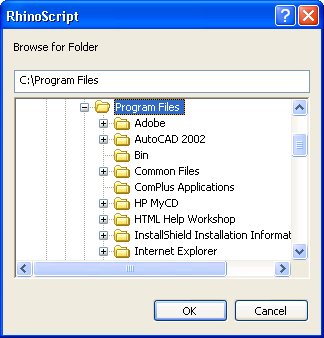 RhinoScript
Browse for Folder
C:\Program Files
Program Files
Adobe
AutoCAD 2002
Bin
Common Files
ComPlus Applications
HP MyCD
HTML Help Workshop
InstallShield Installation Informat
Internet Explorer
OK Cancel